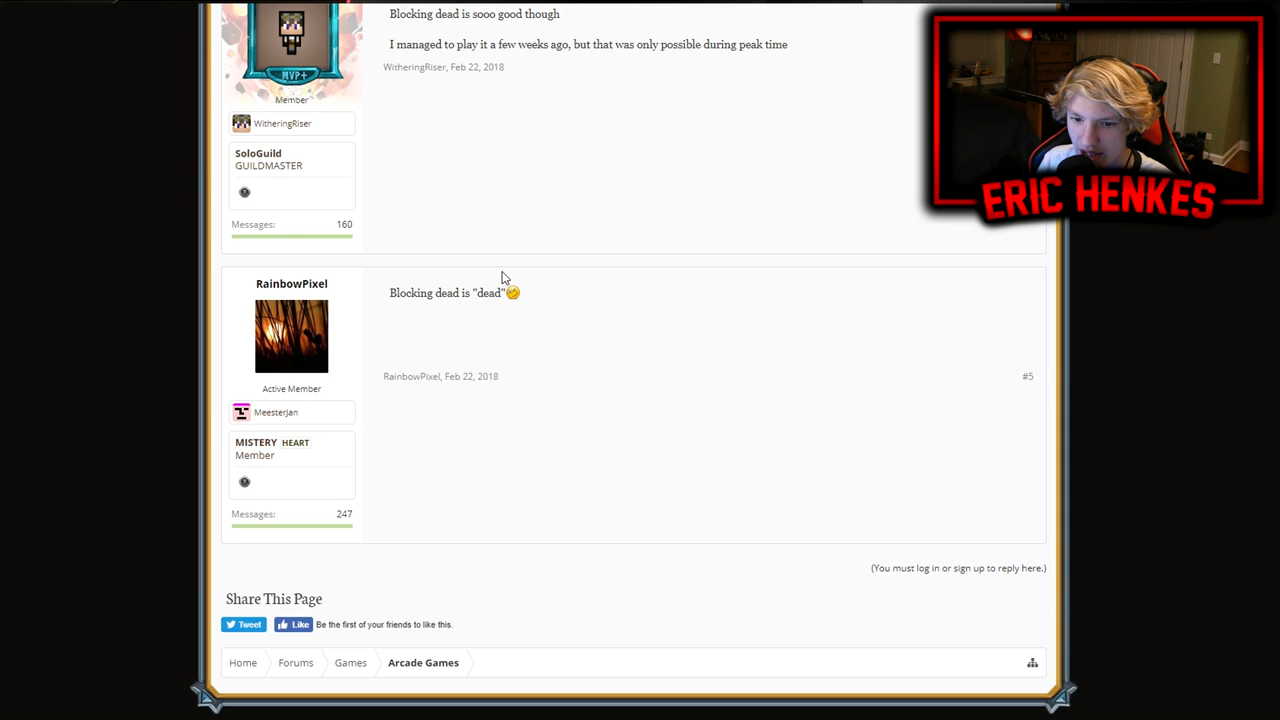 Blocking dead is sooo good though
I managed to play it a few weeks ago, but that was only possible during peak time
WitheringRiser, Feb 22, 2018
MVP+
Member
WitheringRiser
SoloGuild
GUILDMASTER
Messages: 160
ERIC HENKES
RainbowPixel
Blocking dead is "dead"
RainbowPixel, Feb 22, 2018
#5
Active Member
MeesterJan
MISTERY HEART
Member
Messages: 247
(You must log in or sign up to reply here.)
Share This Page
Tweet
Like
Be the first of your friends to like this.
Home
Forums
Games
Arcade Games